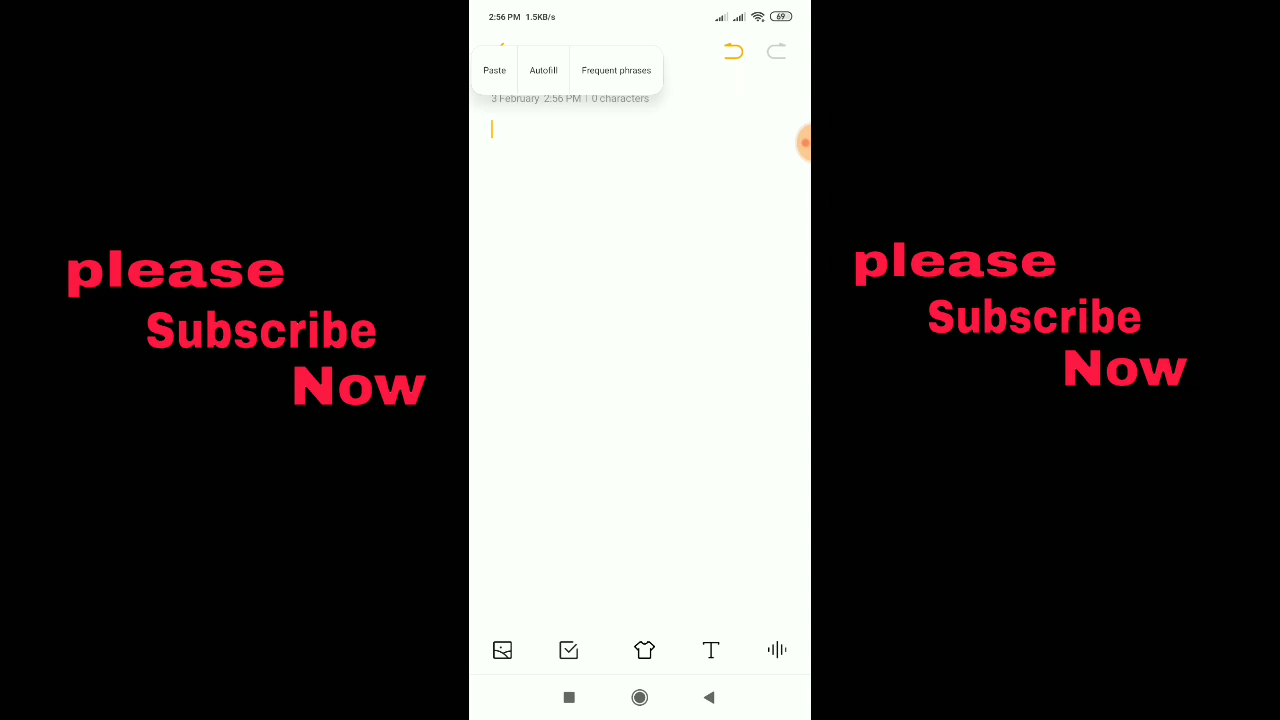 2:56 PM 1.5KB/s 69
Paste Autofill Frequent phrases
3 February 2:56 PM | 0 characters
please
Subscribe
Now
please
Subscribe
Now